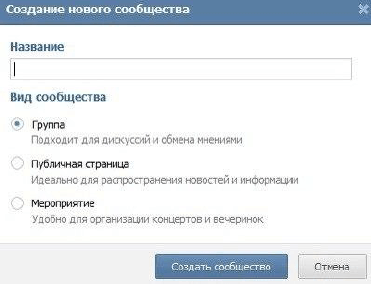 Создание нового сообщества
Название
Вид сообщества
Группа
Подходит для дискуссий и обмена мнениями
Публичная страница
Идеально для распространения новостей и информации
Мероприятие
Удобно для организации концертов и вечеринок
Создать сообщество
Отмена